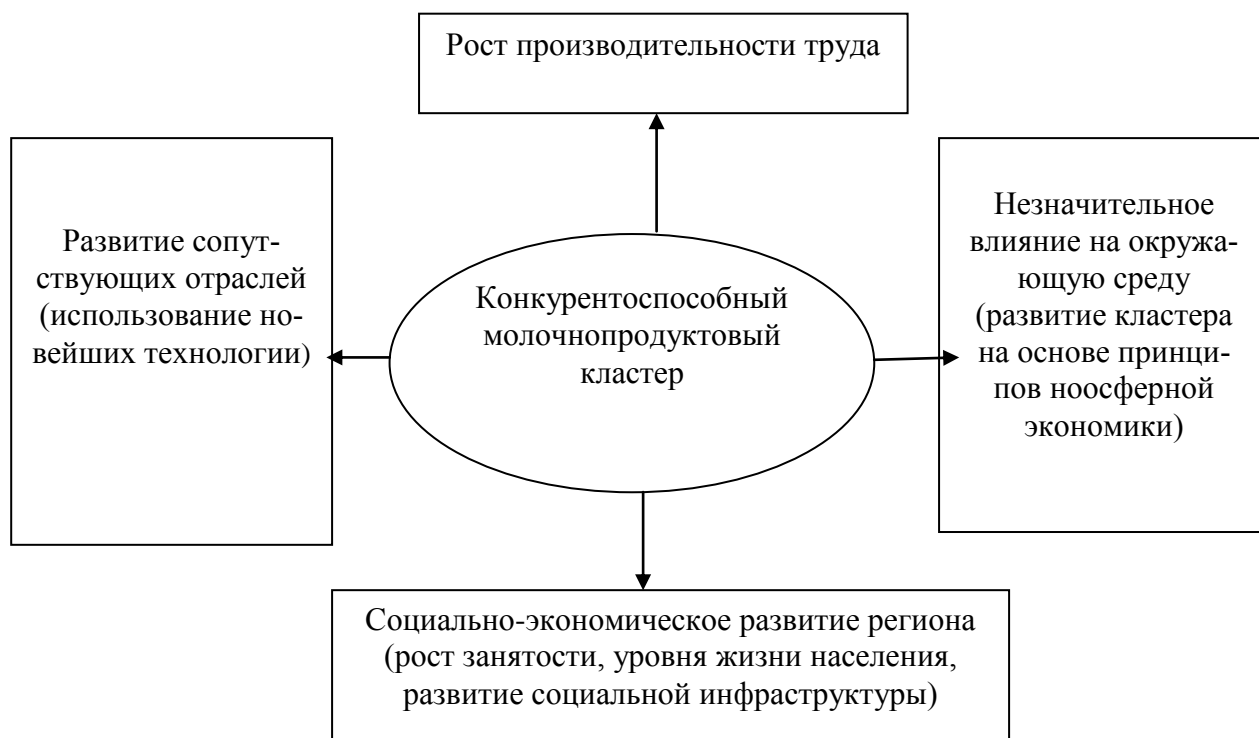 Рост производительности труда
Развитие сопут-
ствующих отраслей
(использование но-
вейших технологии)
Конкурентоспособный
молочнопродуктовый
кластер
Незначительное
влияние на окружа-
ющую среду
(развитие кластера
на основе принци-
пов ноосферной
экономики)
Социально-экономическое развитие региона
(рост занятости, уровня жизни населения,
развитие социальной инфраструктуры)